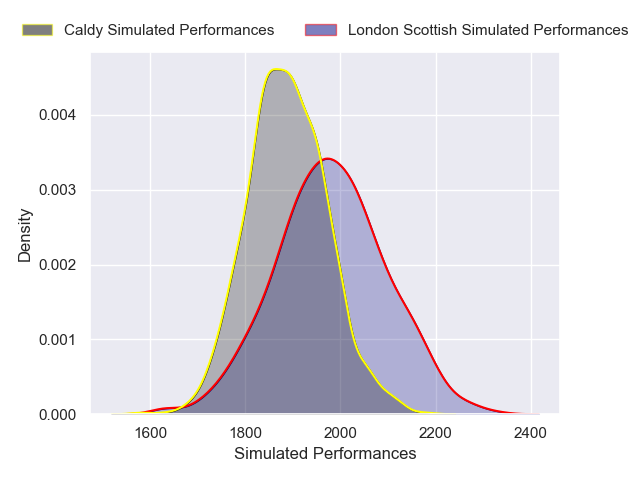 Caldy Simulated Performances
London Scottish Simulated Performances
0.004
0.003
0.002
0.001
0.000
Density
1600
1800
2000
2200
2400
Simulated Performances